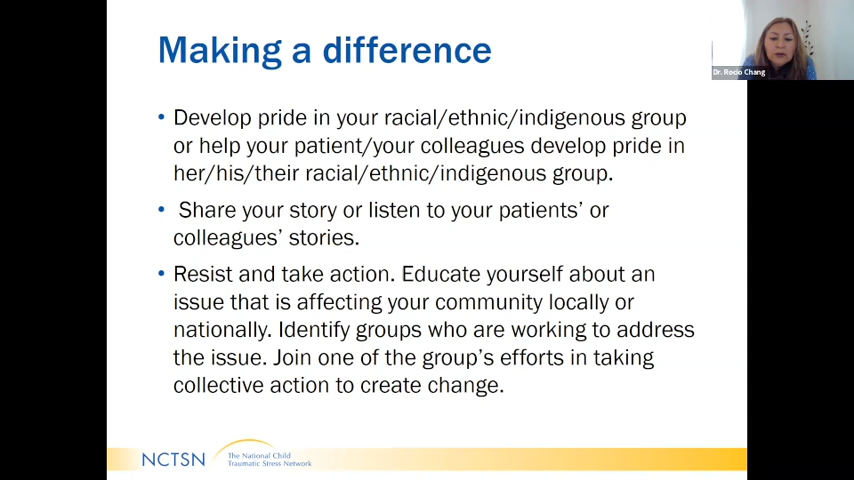 Making a difference
Dr. Rocio Chang
• Develop pride in your racial/ethnic/indigenous group
or help your patient/your colleagues develop pride in
her/his/their racial/ethnic/indigenous group.
• Share your story or listen to your patients’ or
colleagues’ stories.
• Resist and take action. Educate yourself about an
issue that is affecting your community locally or
nationally. Identify groups who are working to address
the issue. Join one of the group’s efforts in taking
collective action to create change.
NCTSN
The National Child
Traumatic Stress Network